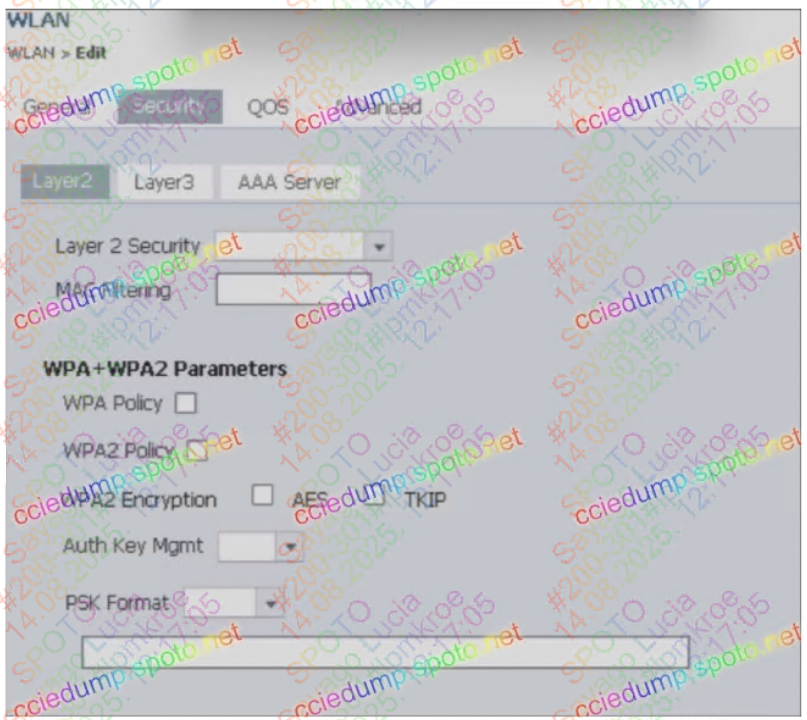 WLAN
WLAN > Edit
General Security QOS Advanced
Layer2 Layer3 AAA Server
Layer 2 Security
MAC Filtering
WPA+WPA2 Parameters
WPA Policy
WPA2 Policy
WPA2 Encryption AES TKIP
Auth Key Mgmt
PSK Format
cciedump.spoto.net
SPOTO Lucia
Sayago #lpmkroe
#200-301
14.08.2025. 12:17:05